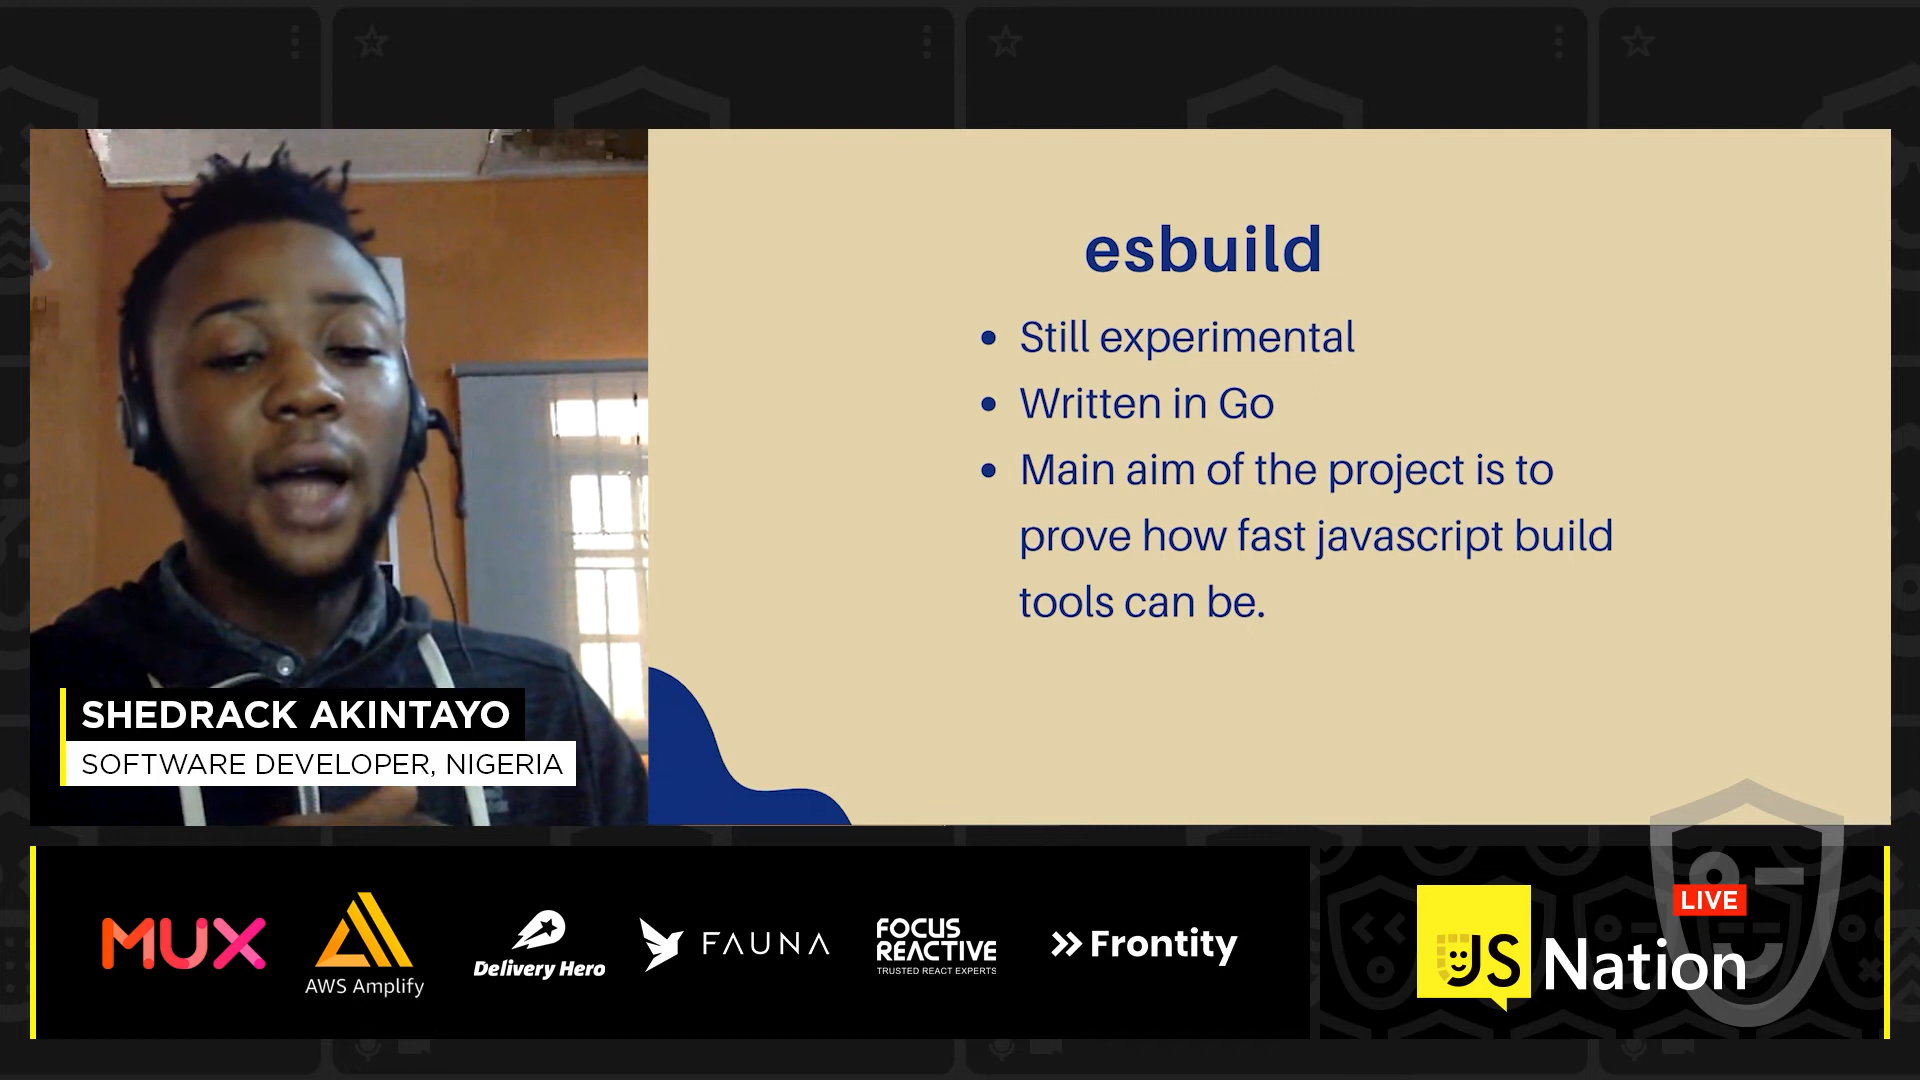 esbuild
• Still experimental
• Written in Go
• Main aim of the project is to
prove how fast javascript build
tools can be.
SHEDRACK AKINTAYO
SOFTWARE DEVELOPER, NIGERIA
MUX
AWS Amplify
Delivery Hero
FAUNA
FOCUS
REACTIVE
TRUSTED REACT EXPERTS
Frontity
LIVE
JS Nation